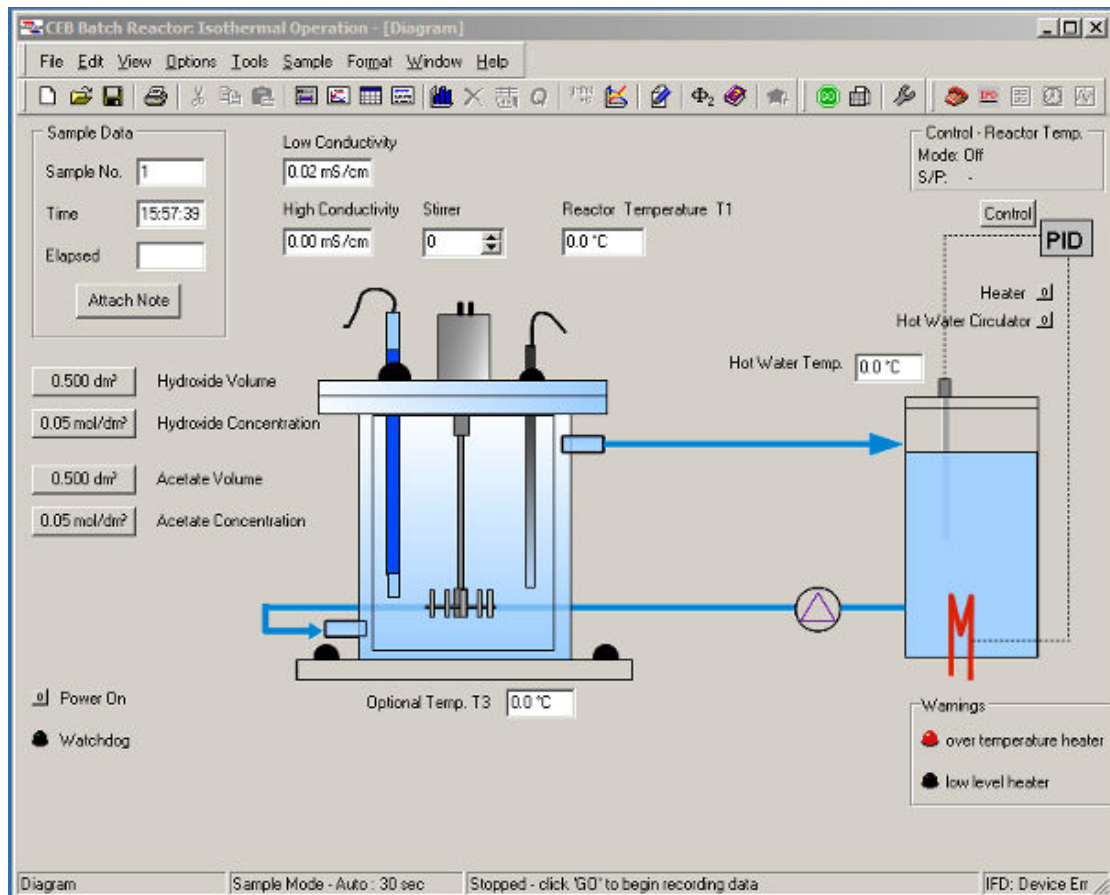 CEB Batch Reactor: Isothermal Operation - [Diagram]
File Edit View Options Tools Sample Format Window Help
GO
Φ2
IFD
Sample Data
Sample No. 1
Time 15:57:39
Elapsed
Attach Note
Low Conductivity
0.02 mS/cm
High Conductivity
0.00 mS/cm
Stirrer
0
Reactor Temperature T1
0.0 °C
Control - Reactor Temp.
Mode: Off
S/P: -
Control
PID
Heater 0
Hot Water Circulator 0
Hot Water Temp. 0.0 °C
0.500 dm³ Hydroxide Volume
0.05 mol/dm³ Hydroxide Concentration
0.500 dm³ Acetate Volume
0.05 mol/dm³ Acetate Concentration
0 Power On
Watchdog
Optional Temp. T3 0.0 °C
Warnings
over temperature heater
low level heater
Diagram
Sample Mode - Auto : 30 sec
Stopped - click 'GO' to begin recording data
IFD: Device Err